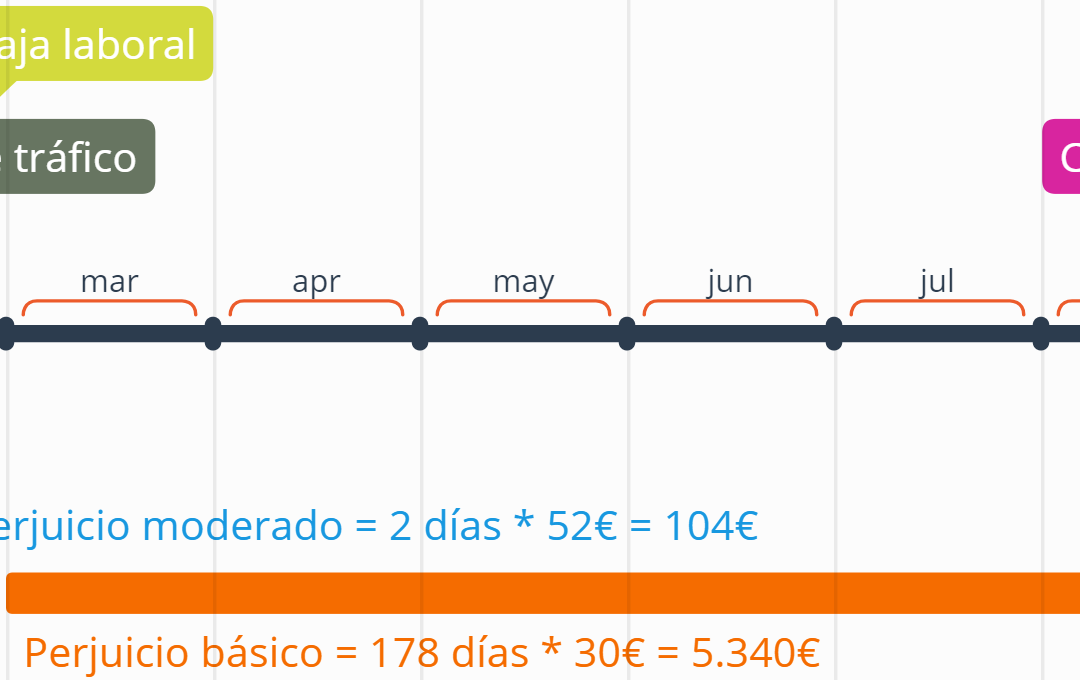 aja laboral
tráfico
mar apr may jun jul
erjuicio moderado = 2 días * 52€ = 104€
Perjuicio básico = 178 días * 30€ = 5.340€